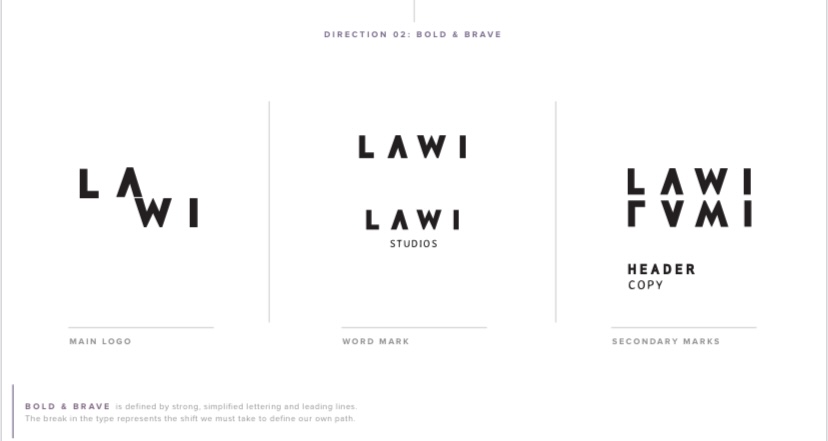 DIRECTION 02: BOLD & BRAVE
LA
WI
MAIN LOGO
LAWI
LAWI
STUDIOS
WORD MARK
LAWI
LAWI
HEADER
COPY
SECONDARY MARKS
BOLD & BRAVE is defined by strong, simplified lettering and leading lines.
The break in the type represents the shift we must take to define our own path.